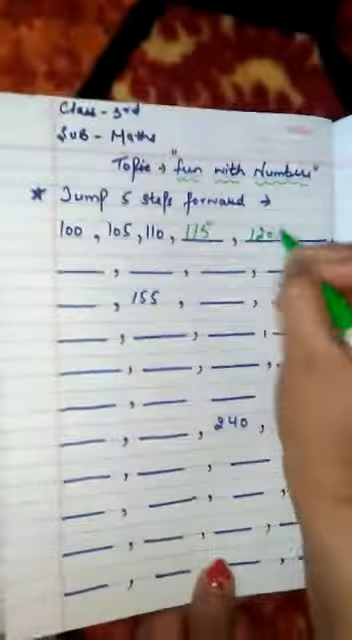 Class - 3rd
Sub - Maths
Topic → "fun with Numbers"
* Jump 5 steps forward →
100, 105, 110, 115, 120
155
240